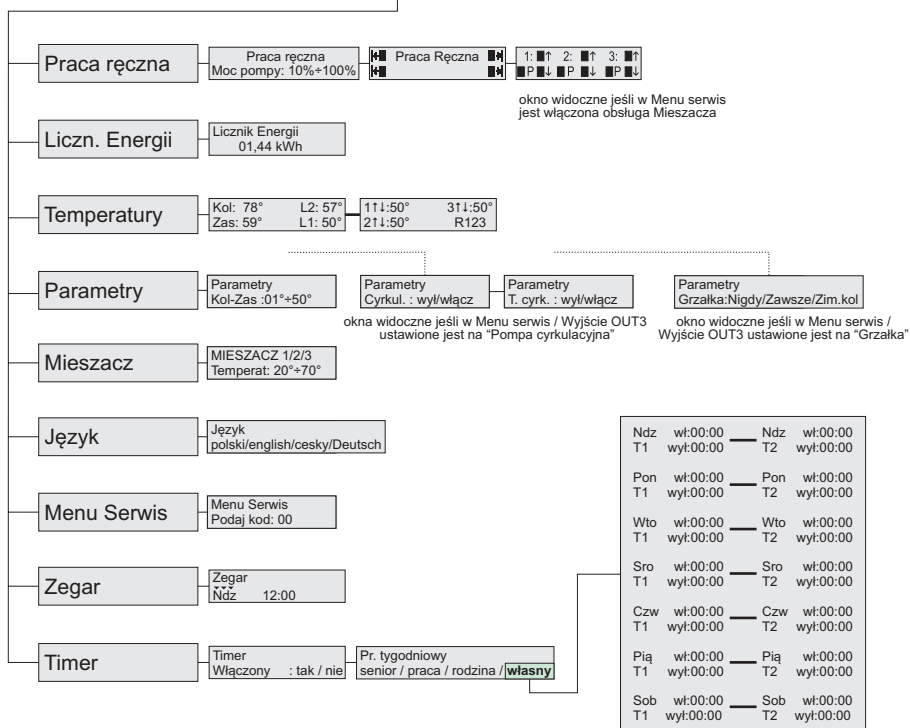 Praca ręczna
Praca ręczna
Moc pompy: 10%÷100%
Praca Ręczna
1: ↑ 2: ↑ 3: ↑
P ↓ P ↓ P ↓
okno widoczne jeśli w Menu serwis
jest włączona obsługa Mieszacza
Liczn. Energii
Licznik Energii
01,44 kWh
Temperatury
Kol: 78° L2: 57°
Zas: 59° L1: 50°
1↑↓:50° 3↑↓:50°
2↑↓:50° R123
Parametry
Parametry
Kol-Zas :01°÷50°
Parametry
Cyrkul. : wył/włącz
Parametry
T. cyrk. : wył/włącz
okna widoczne jeśli w Menu serwis / Wyjście OUT3
ustawione jest na “Pompa cyrkulacyjna”
Parametry
Grzałka:Nigdy/Zawsze/Zim.kol
okno widoczne jeśli w Menu serwis /
Wyjście OUT3 ustawione jest na “Grzałka”
Mieszacz
MIESZACZ 1/2/3
Temperat: 20°÷70°
Język
Język
polski/english/cesky/Deutsch
Menu Serwis
Menu Serwis
Podaj kod: 00
Zegar
Zegar
Ndz 12:00
Timer
Timer
Włączony : tak / nie
Pr. tygodniowy
senior / praca / rodzina / własny
Ndz wł:00:00 Ndz wł:00:00
T1 wył:00:00 T2 wył:00:00
Pon wł:00:00 Pon wł:00:00
T1 wył:00:00 T2 wył:00:00
Wto wł:00:00 Wto wł:00:00
T1 wył:00:00 T2 wył:00:00
Sro wł:00:00 Sro wł:00:00
T1 wył:00:00 T2 wył:00:00
Czw wł:00:00 Czw wł:00:00
T1 wył:00:00 T2 wył:00:00
Pią wł:00:00 Pią wł:00:00
T1 wył:00:00 T2 wył:00:00
Sob wł:00:00 Sob wł:00:00
T1 wył:00:00 T2 wył:00:00